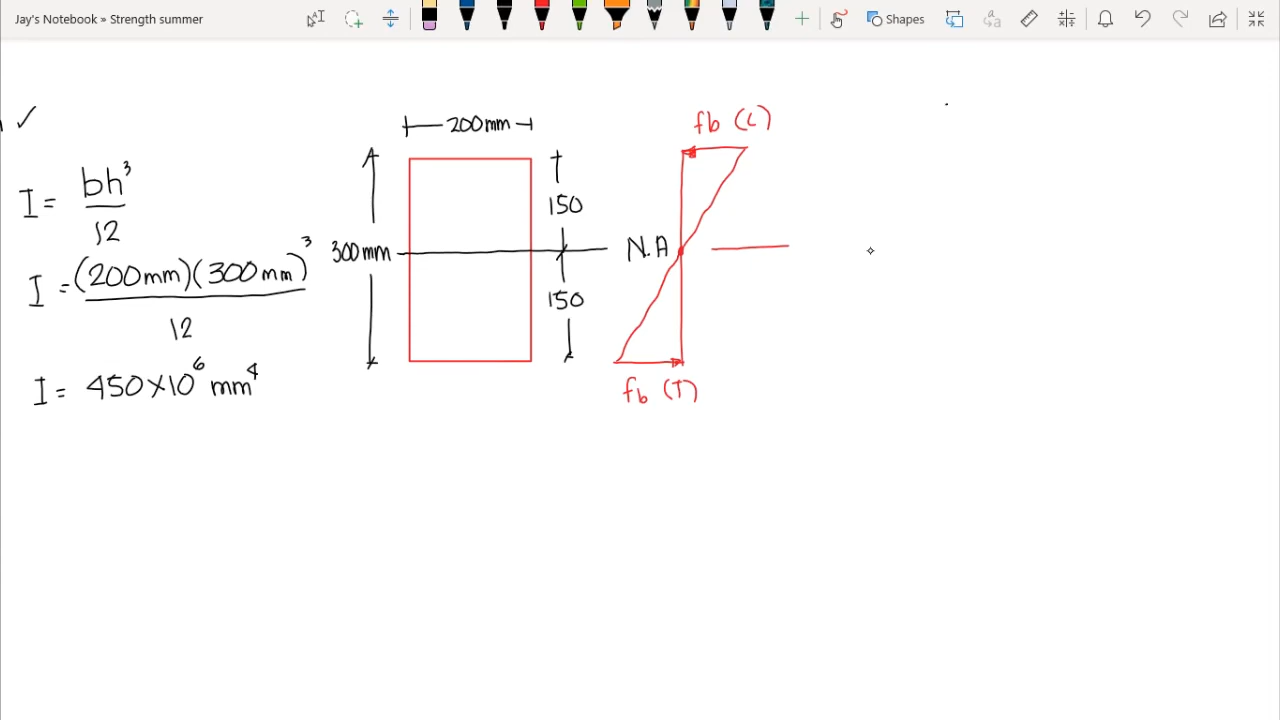 Jay's Notebook » Strength summer
Shapes
✓
I = bh³
12
I = (200mm)(300mm)³
12
I = 450×10⁶ mm⁴
200mm
300mm
150
150
N.A
fb (C)
fb (T)